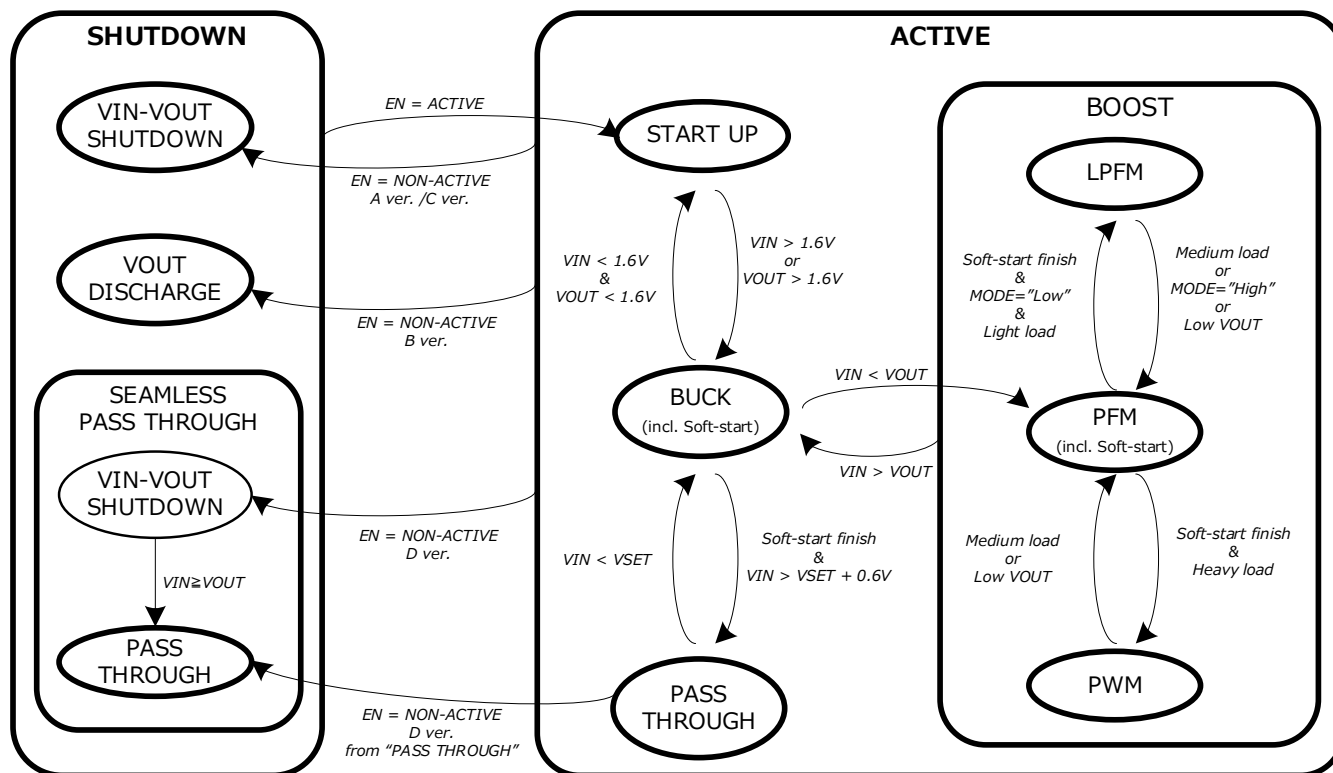 SHUTDOWN
VIN-VOUT
SHUTDOWN
VOUT
DISCHARGE
SEAMLESS
PASS THROUGH
VIN-VOUT
SHUTDOWN
VIN≧VOUT
PASS
THROUGH
EN = ACTIVE
EN = NON-ACTIVE
A ver. /C ver.
EN = NON-ACTIVE
B ver.
EN = NON-ACTIVE
D ver.
EN = NON-ACTIVE
D ver.
from “PASS THROUGH”
ACTIVE
START UP
VIN < 1.6V
&
VOUT < 1.6V
VIN > 1.6V
or
VOUT > 1.6V
BUCK
(incl. Soft-start)
VIN < VSET
Soft-start finish
&
VIN > VSET + 0.6V
PASS
THROUGH
VIN < VOUT
VIN > VOUT
BOOST
LPFM
Soft-start finish
&
MODE=”Low”
&
Light load
Medium load
or
MODE=”High”
or
Low VOUT
PFM
(incl. Soft-start)
Medium load
or
Low VOUT
Soft-start finish
&
Heavy load
PWM